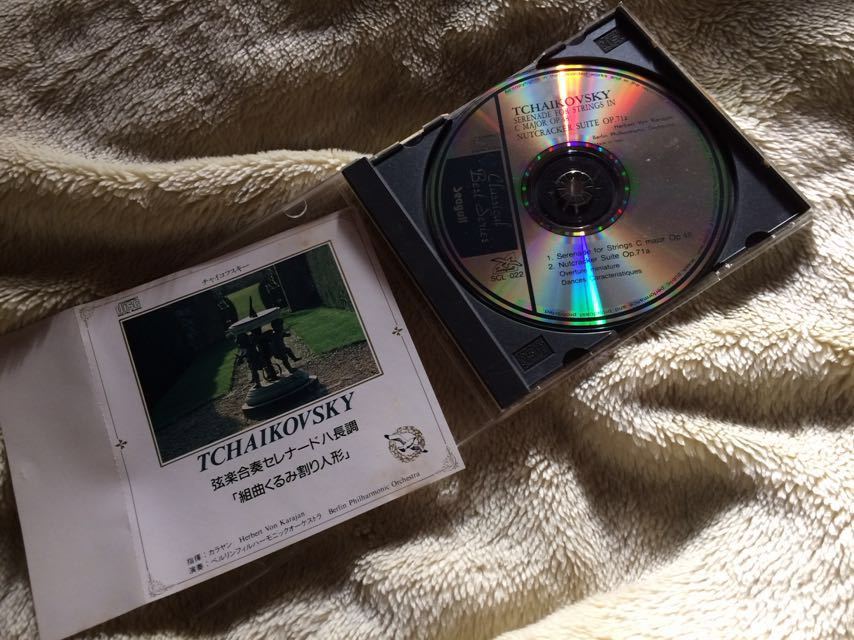 チャイコフスキー
TCHAIKOVSKY
弦楽合奏セレナードハ長調
「組曲くるみ割り人形」
指揮：カラヤン Herbert Von Karajan
演奏：ベルリンフィルハーモニックオーケストラ Berlin Philharmonic Orchestra
TCHAIKOVSKY
SERENADE FOR STRINGS IN
C MAJOR OP.48
NUTCRACKER SUITE OP.71a
Herbert Von Karajan
Berlin Philharmonic Orchestra
Classical
Best Series
Seagull
SCL-022
1. Serenade for Strings C major Op 48
2. Nutcracker Suite Op.71a
Overture miniature
Dances Caracteristiques